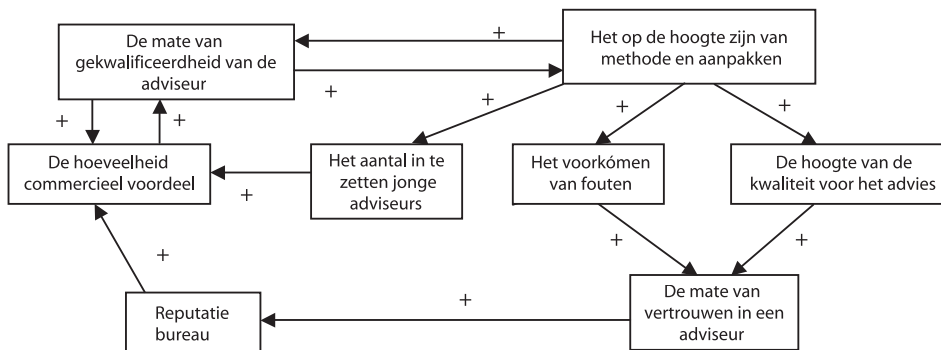 De mate van
gekwalificeerdheid van de
adviseur
+
Het op de hoogte zijn van
methode en aanpakken
+
+
+
+
+
+
De hoeveelheid
commercieel voordeel
+
Het aantal in te
zetten jonge
adviseurs
Het voorkómen
van fouten
De hoogte van de
kwaliteit voor het advies
+
+
+
Reputatie
bureau
+
De mate van
vertrouwen in een
adviseur